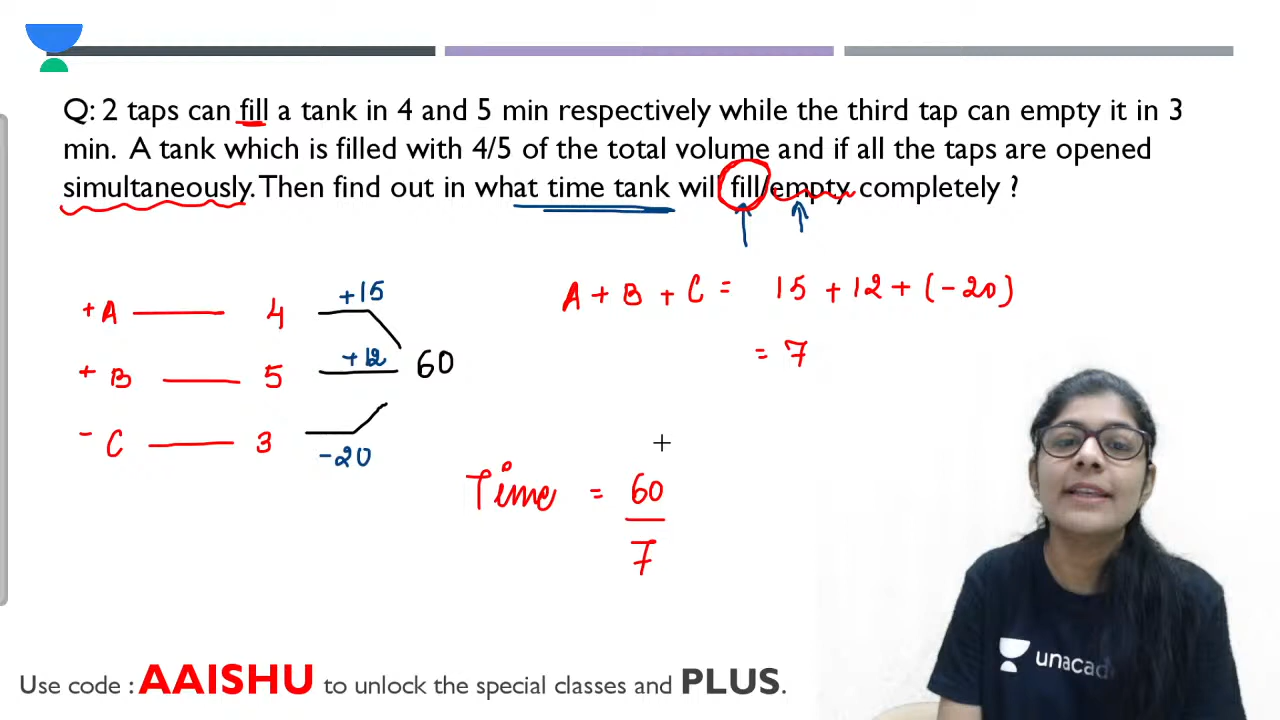 Q: 2 taps can fill a tank in 4 and 5 min respectively while the third tap can empty it in 3
min. A tank which is filled with 4/5 of the total volume and if all the taps are opened
simultaneously. Then find out in what time tank will fill/empty completely ?
+A 4 +15
+ B 5 +12 60
- C 3 -20
A + B + C = 15 + 12 + (-20)
= 7
Time = 60
7
unacade
Use code : AAISHU to unlock the special classes and PLUS.